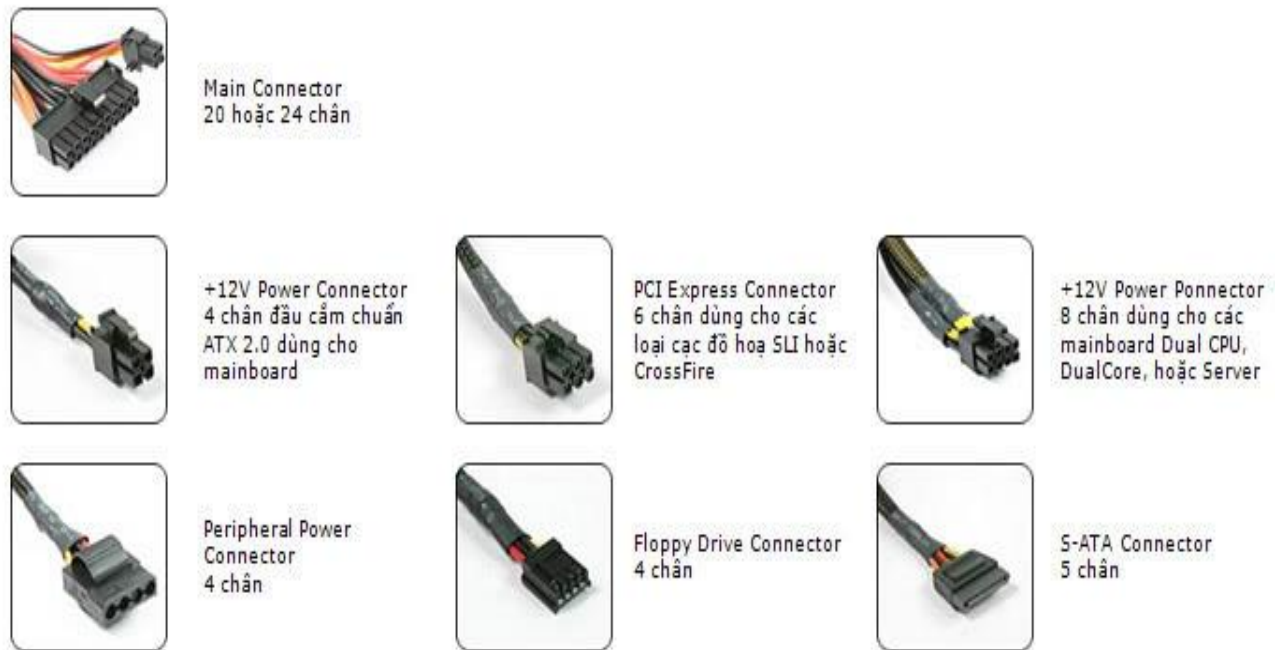 Main Connector
20 hoặc 24 chân
+12V Power Connector
4 chân đầu cắm chuẩn
ATX 2.0 dùng cho
mainboard
PCI Express Connector
6 chân dùng cho các
loại cạc đồ hoạ SLI hoặc
CrossFire
+12V Power Ponnector
8 chân dùng cho các
mainboard Dual CPU,
DualCore, hoặc Server
Peripheral Power
Connector
4 chân
Floppy Drive Connector
4 chân
S-ATA Connector
5 chân